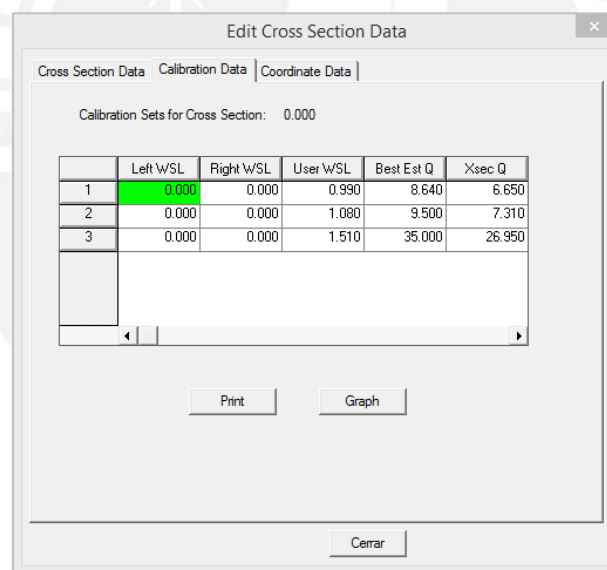 Edit Cross Section Data
Cross Section Data Calibration Data Coordinate Data
Calibration Sets for Cross Section: 0.000
Left WSL Right WSL User WSL Best Est Q Xsec Q
1 0.000 0.000 0.990 8.640 6.650
2 0.000 0.000 1.080 9.500 7.310
3 0.000 0.000 1.510 35.000 26.950
Print Graph
Cerrar